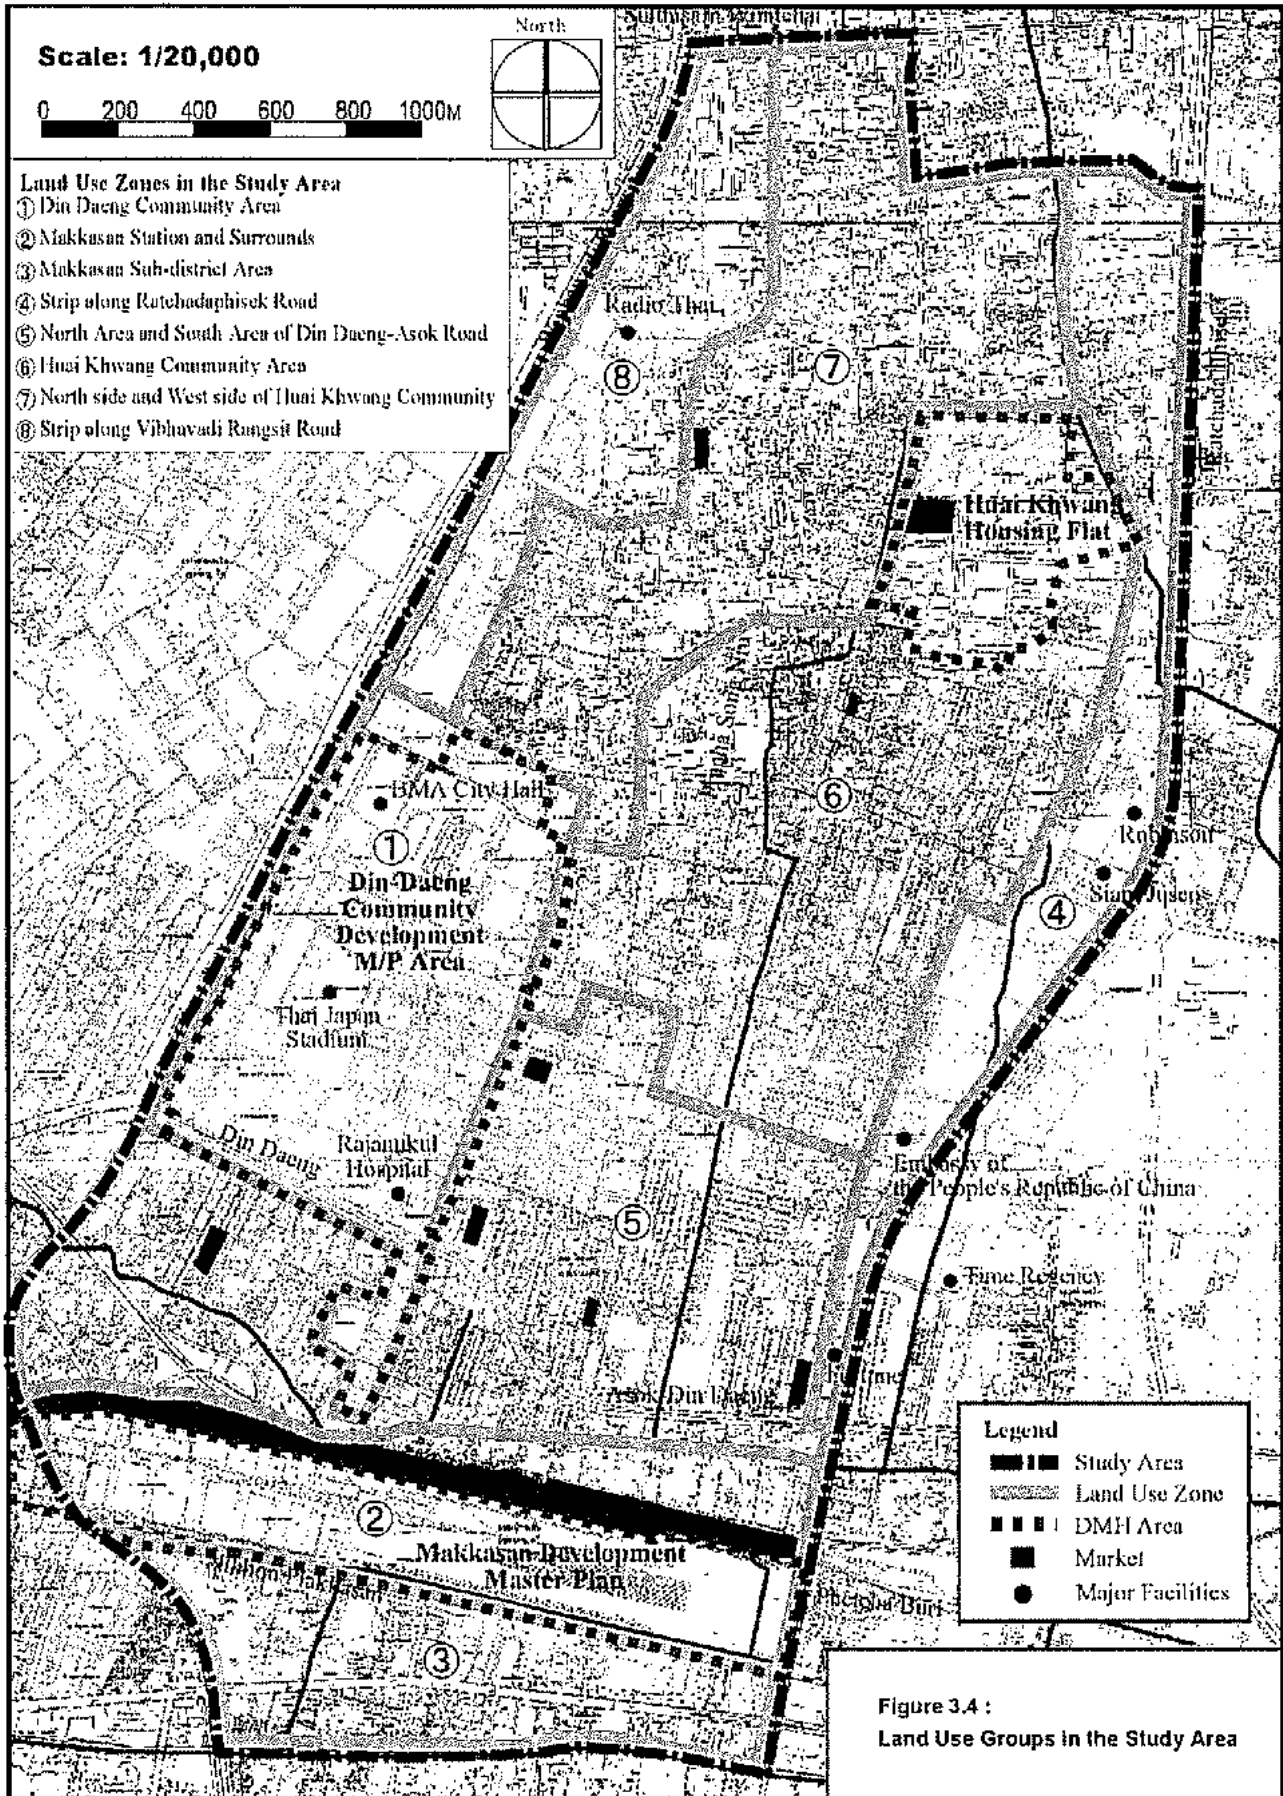 North
Scale: 1/20,000
0 200 400 600 800 1000M
Land Use Zones in the Study Area
① Din Daeng Community Area
② Makkasan Station and Surrounds
③ Makkasan Sub-district Area
④ Strip along Ratchadaphisek Road
⑤ North Area and South Area of Din Daeng-Asok Road
⑥ Huai Khwang Community Area
⑦ North side and West side of Huai Khwang Community
⑧ Strip along Vibhavadi Rangsit Road
Radio Thai
⑧
⑦
Huai Khwang
Housing Flat
BMA City Hall
①
Din Daeng
Community
Development
M/P Area
⑥
Robinson
④
Thai Japan
Stadium
Din Daeng
Rajanukul
Hospital
Embassy of
the People's Republic of China
⑤
Time Regency
Asok-Din Daeng
②
Makkasan Development
Master Plan
③
Legend
Study Area
Land Use Zone
DMH Area
Market
Major Facilities
Figure 3.4 :
Land Use Groups in the Study Area